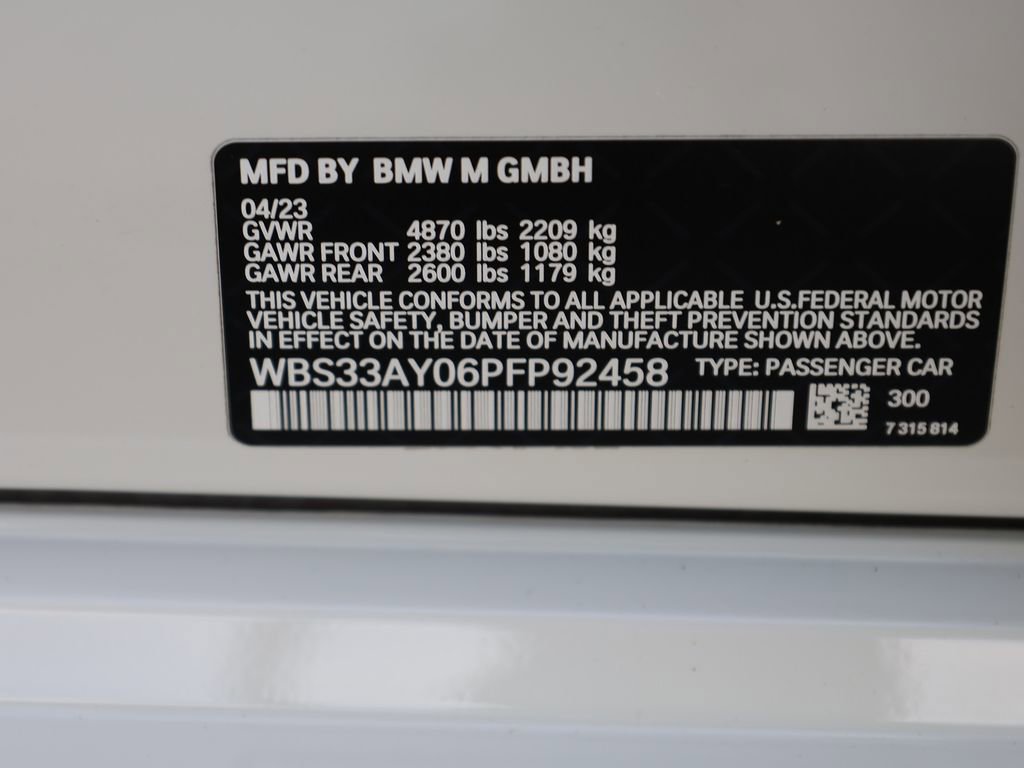 MFD BY BMW M GMBH
04/23
GVWR 4870 lbs 2209 kg
GAWR FRONT 2380 lbs 1080 kg
GAWR REAR 2600 lbs 1179 kg
THIS VEHICLE CONFORMS TO ALL APPLICABLE U.S.FEDERAL MOTOR
VEHICLE SAFETY, BUMPER AND THEFT PREVENTION STANDARDS
IN EFFECT ON THE DATE OF MANUFACTURE SHOWN ABOVE.
WBS33AY06PFP92458 TYPE: PASSENGER CAR
300
7 315 814